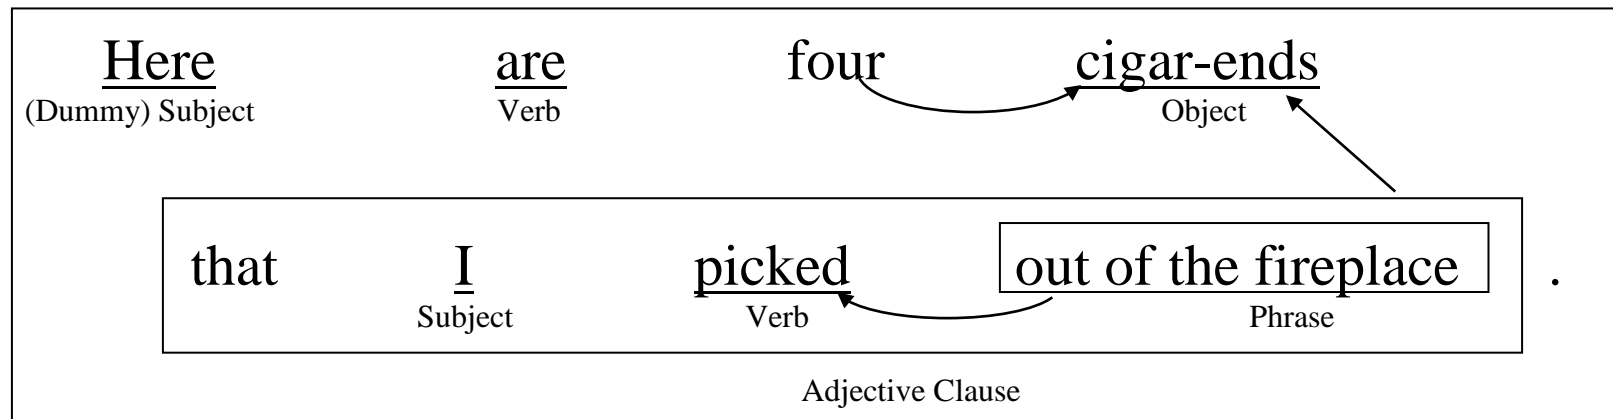 Here are four cigar-ends
(Dummy) Subject Verb Object
that I picked out of the fireplace .
Subject Verb Phrase
Adjective Clause